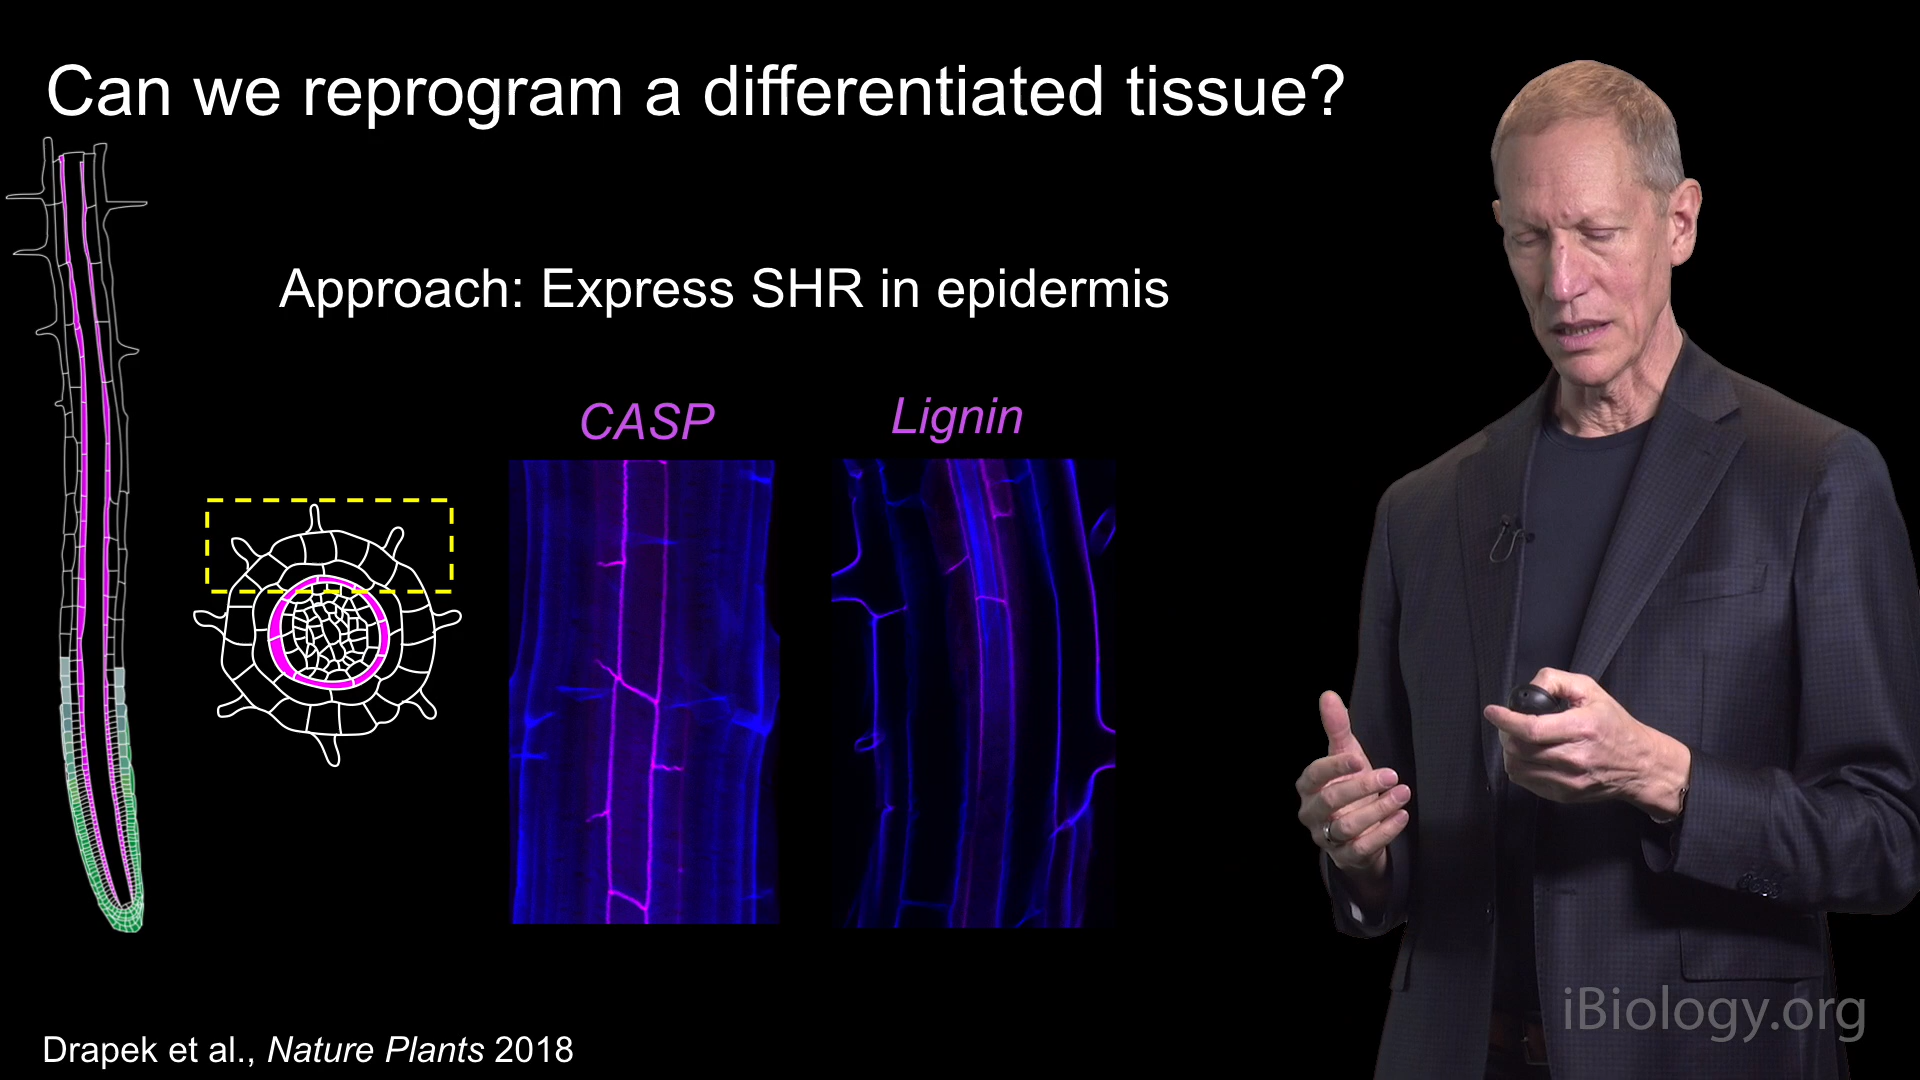 Can we reprogram a differentiated tissue?
Approach: Express SHR in epidermis
CASP
Lignin
iBiology.org
Drapek et al., Nature Plants 2018